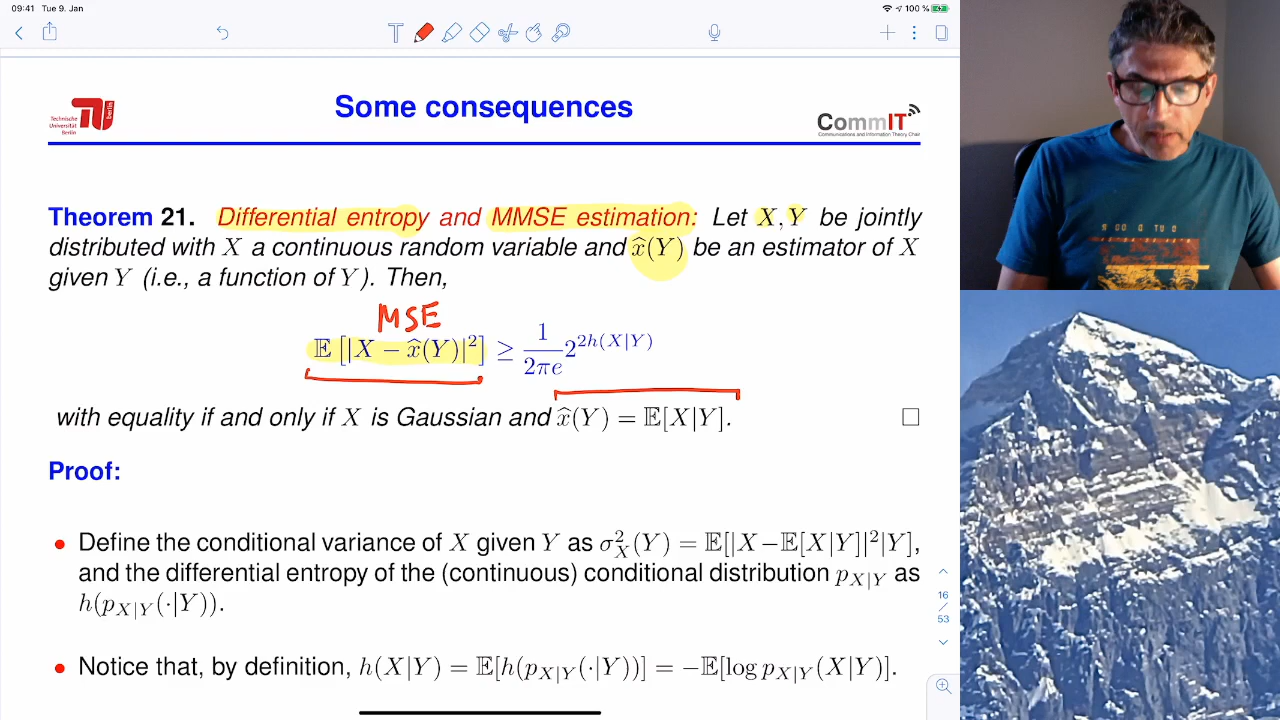 09:41 Tue 9. Jan
100 %
Some consequences
Technische
Universität
Berlin
berlin
CommIT
Communications and Information Theory Chair
Theorem 21. Differential entropy and MMSE estimation: Let X, Y be jointly
distributed with X a continuous random variable and x̂(Y) be an estimator of X
given Y (i.e., a function of Y). Then,
MSE
𝔼 [|X − x̂(Y)|²] ≥ 1/(2πe) 2^{2h(X|Y)}
with equality if and only if X is Gaussian and x̂(Y) = 𝔼[X|Y]. □
Proof:
• Define the conditional variance of X given Y as σ²_X(Y) = 𝔼[|X−𝔼[X|Y]|²|Y],
and the differential entropy of the (continuous) conditional distribution p_{X|Y} as
h(p_{X|Y}(·|Y)).
• Notice that, by definition, h(X|Y) = 𝔼[h(p_{X|Y}(·|Y))] = −𝔼[log p_{X|Y}(X|Y)].
16
/
53